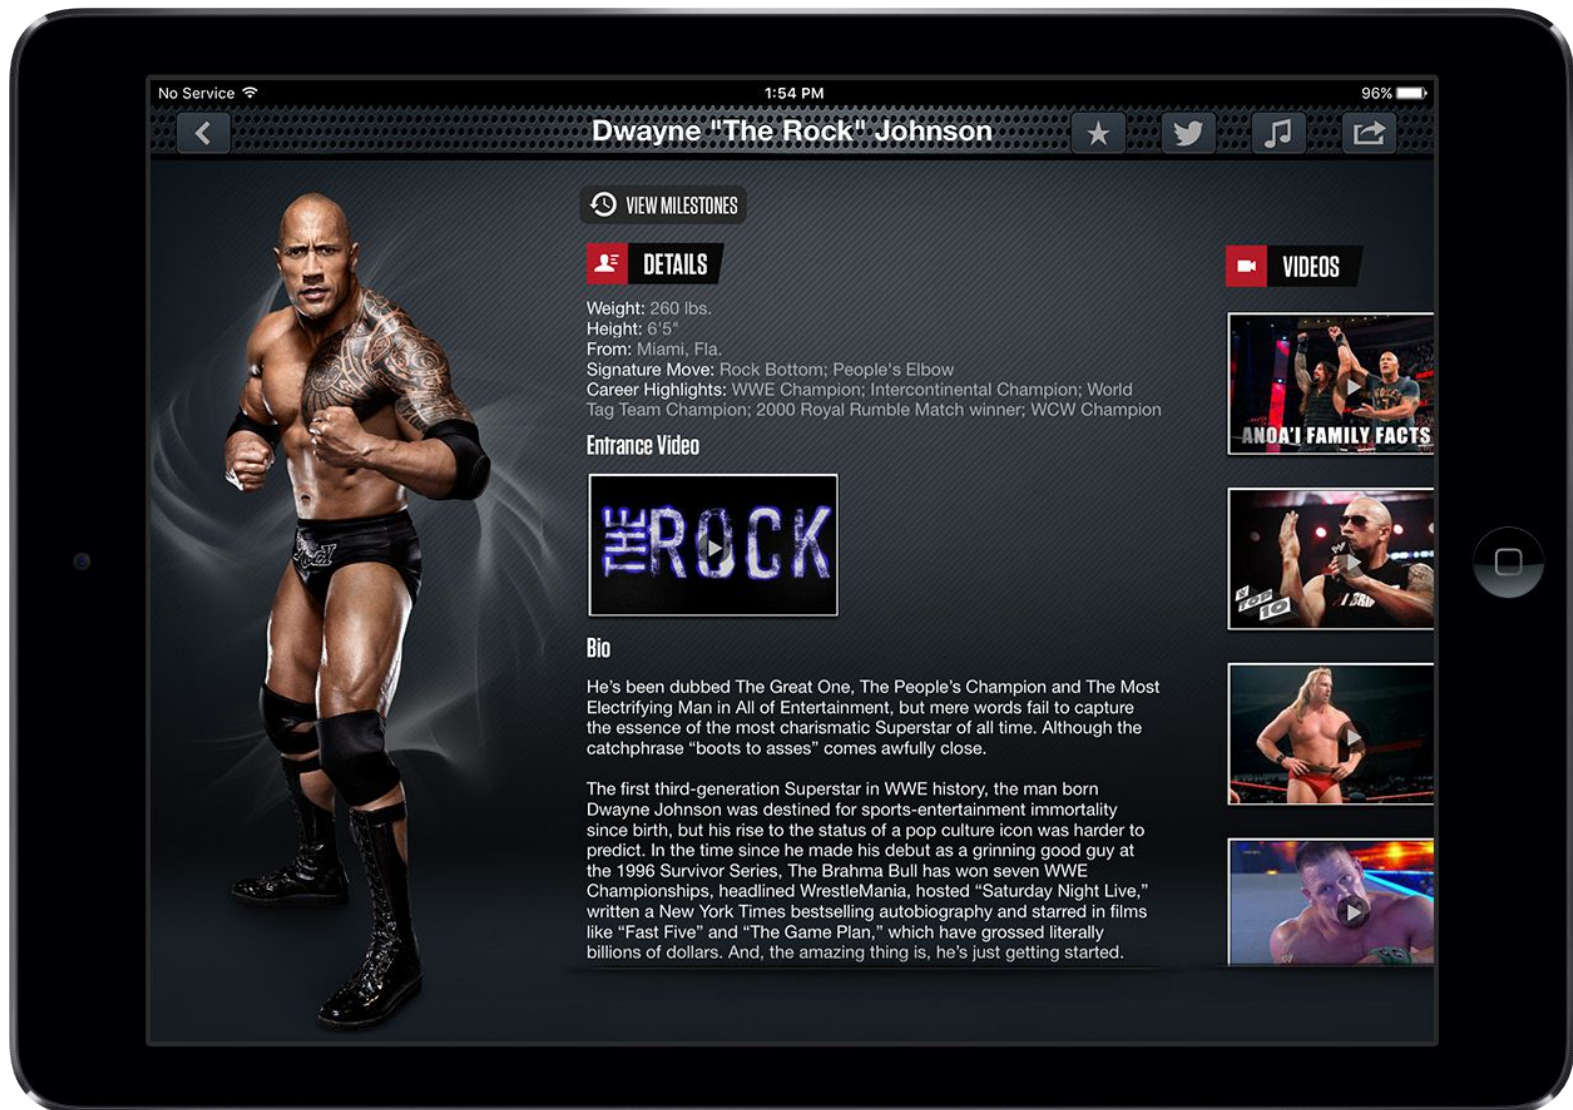 No Service
1:54 PM
96%
Dwayne "The Rock" Johnson
VIEW MILESTONES
DETAILS
Weight: 260 lbs.
Height: 6'5"
From: Miami, Fla.
Signature Move: Rock Bottom; People's Elbow
Career Highlights: WWE Champion; Intercontinental Champion; World
Tag Team Champion; 2000 Royal Rumble Match winner; WCW Champion
Entrance Video
THE ROCK
Bio
He’s been dubbed The Great One, The People’s Champion and The Most
Electrifying Man in All of Entertainment, but mere words fail to capture
the essence of the most charismatic Superstar of all time. Although the
catchphrase “boots to asses” comes awfully close.
The first third-generation Superstar in WWE history, the man born
Dwayne Johnson was destined for sports-entertainment immortality
since birth, but his rise to the status of a pop culture icon was harder to
predict. In the time since he made his debut as a grinning good guy at
the 1996 Survivor Series, The Brahma Bull has won seven WWE
Championships, headlined WrestleMania, hosted “Saturday Night Live,”
written a New York Times bestselling autobiography and starred in films
like “Fast Five” and “The Game Plan,” which have grossed literally
billions of dollars. And, the amazing thing is, he’s just getting started.
VIDEOS
ANOA'I FAMILY FACTS
TOP
10